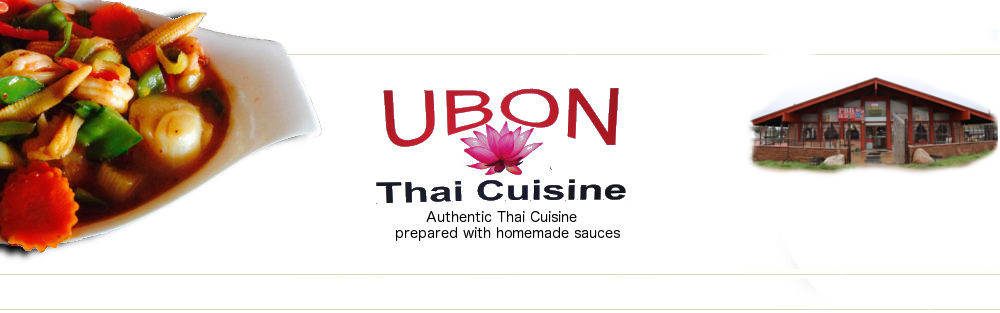 UBON
Thai Cuisine
Authentic Thai Cuisine
prepared with homemade sauces